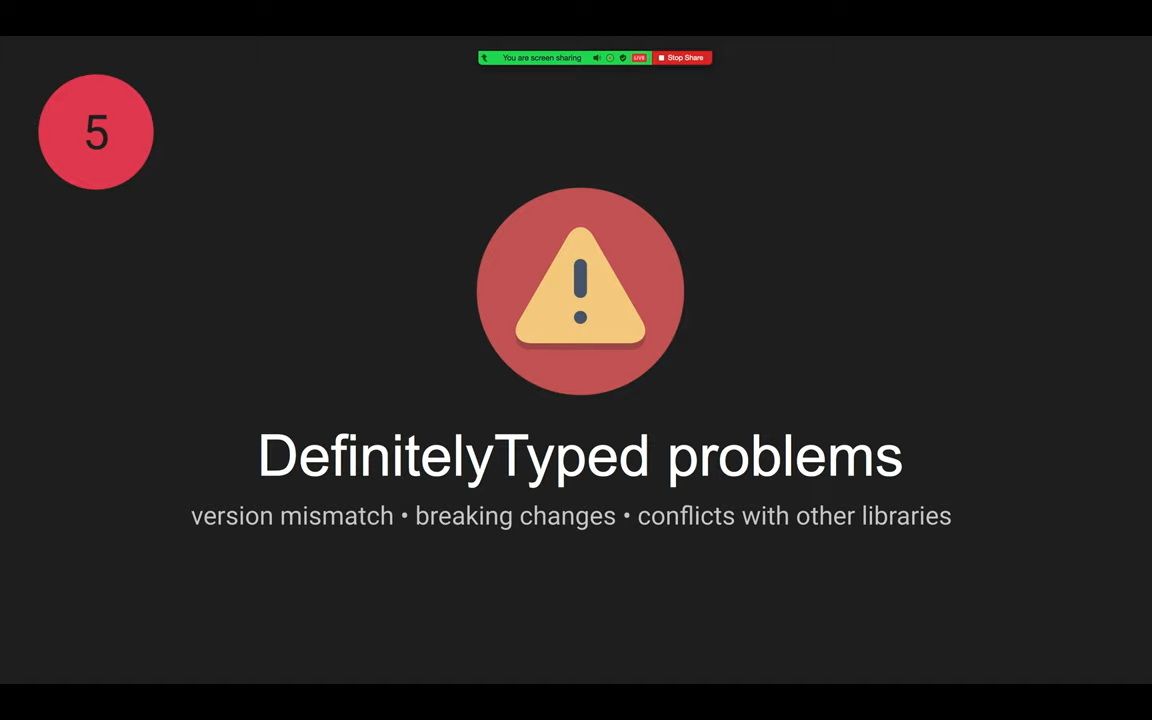 You are screen sharing LIVE Stop Share
5
DefinitelyTyped problems
version mismatch • breaking changes • conflicts with other libraries